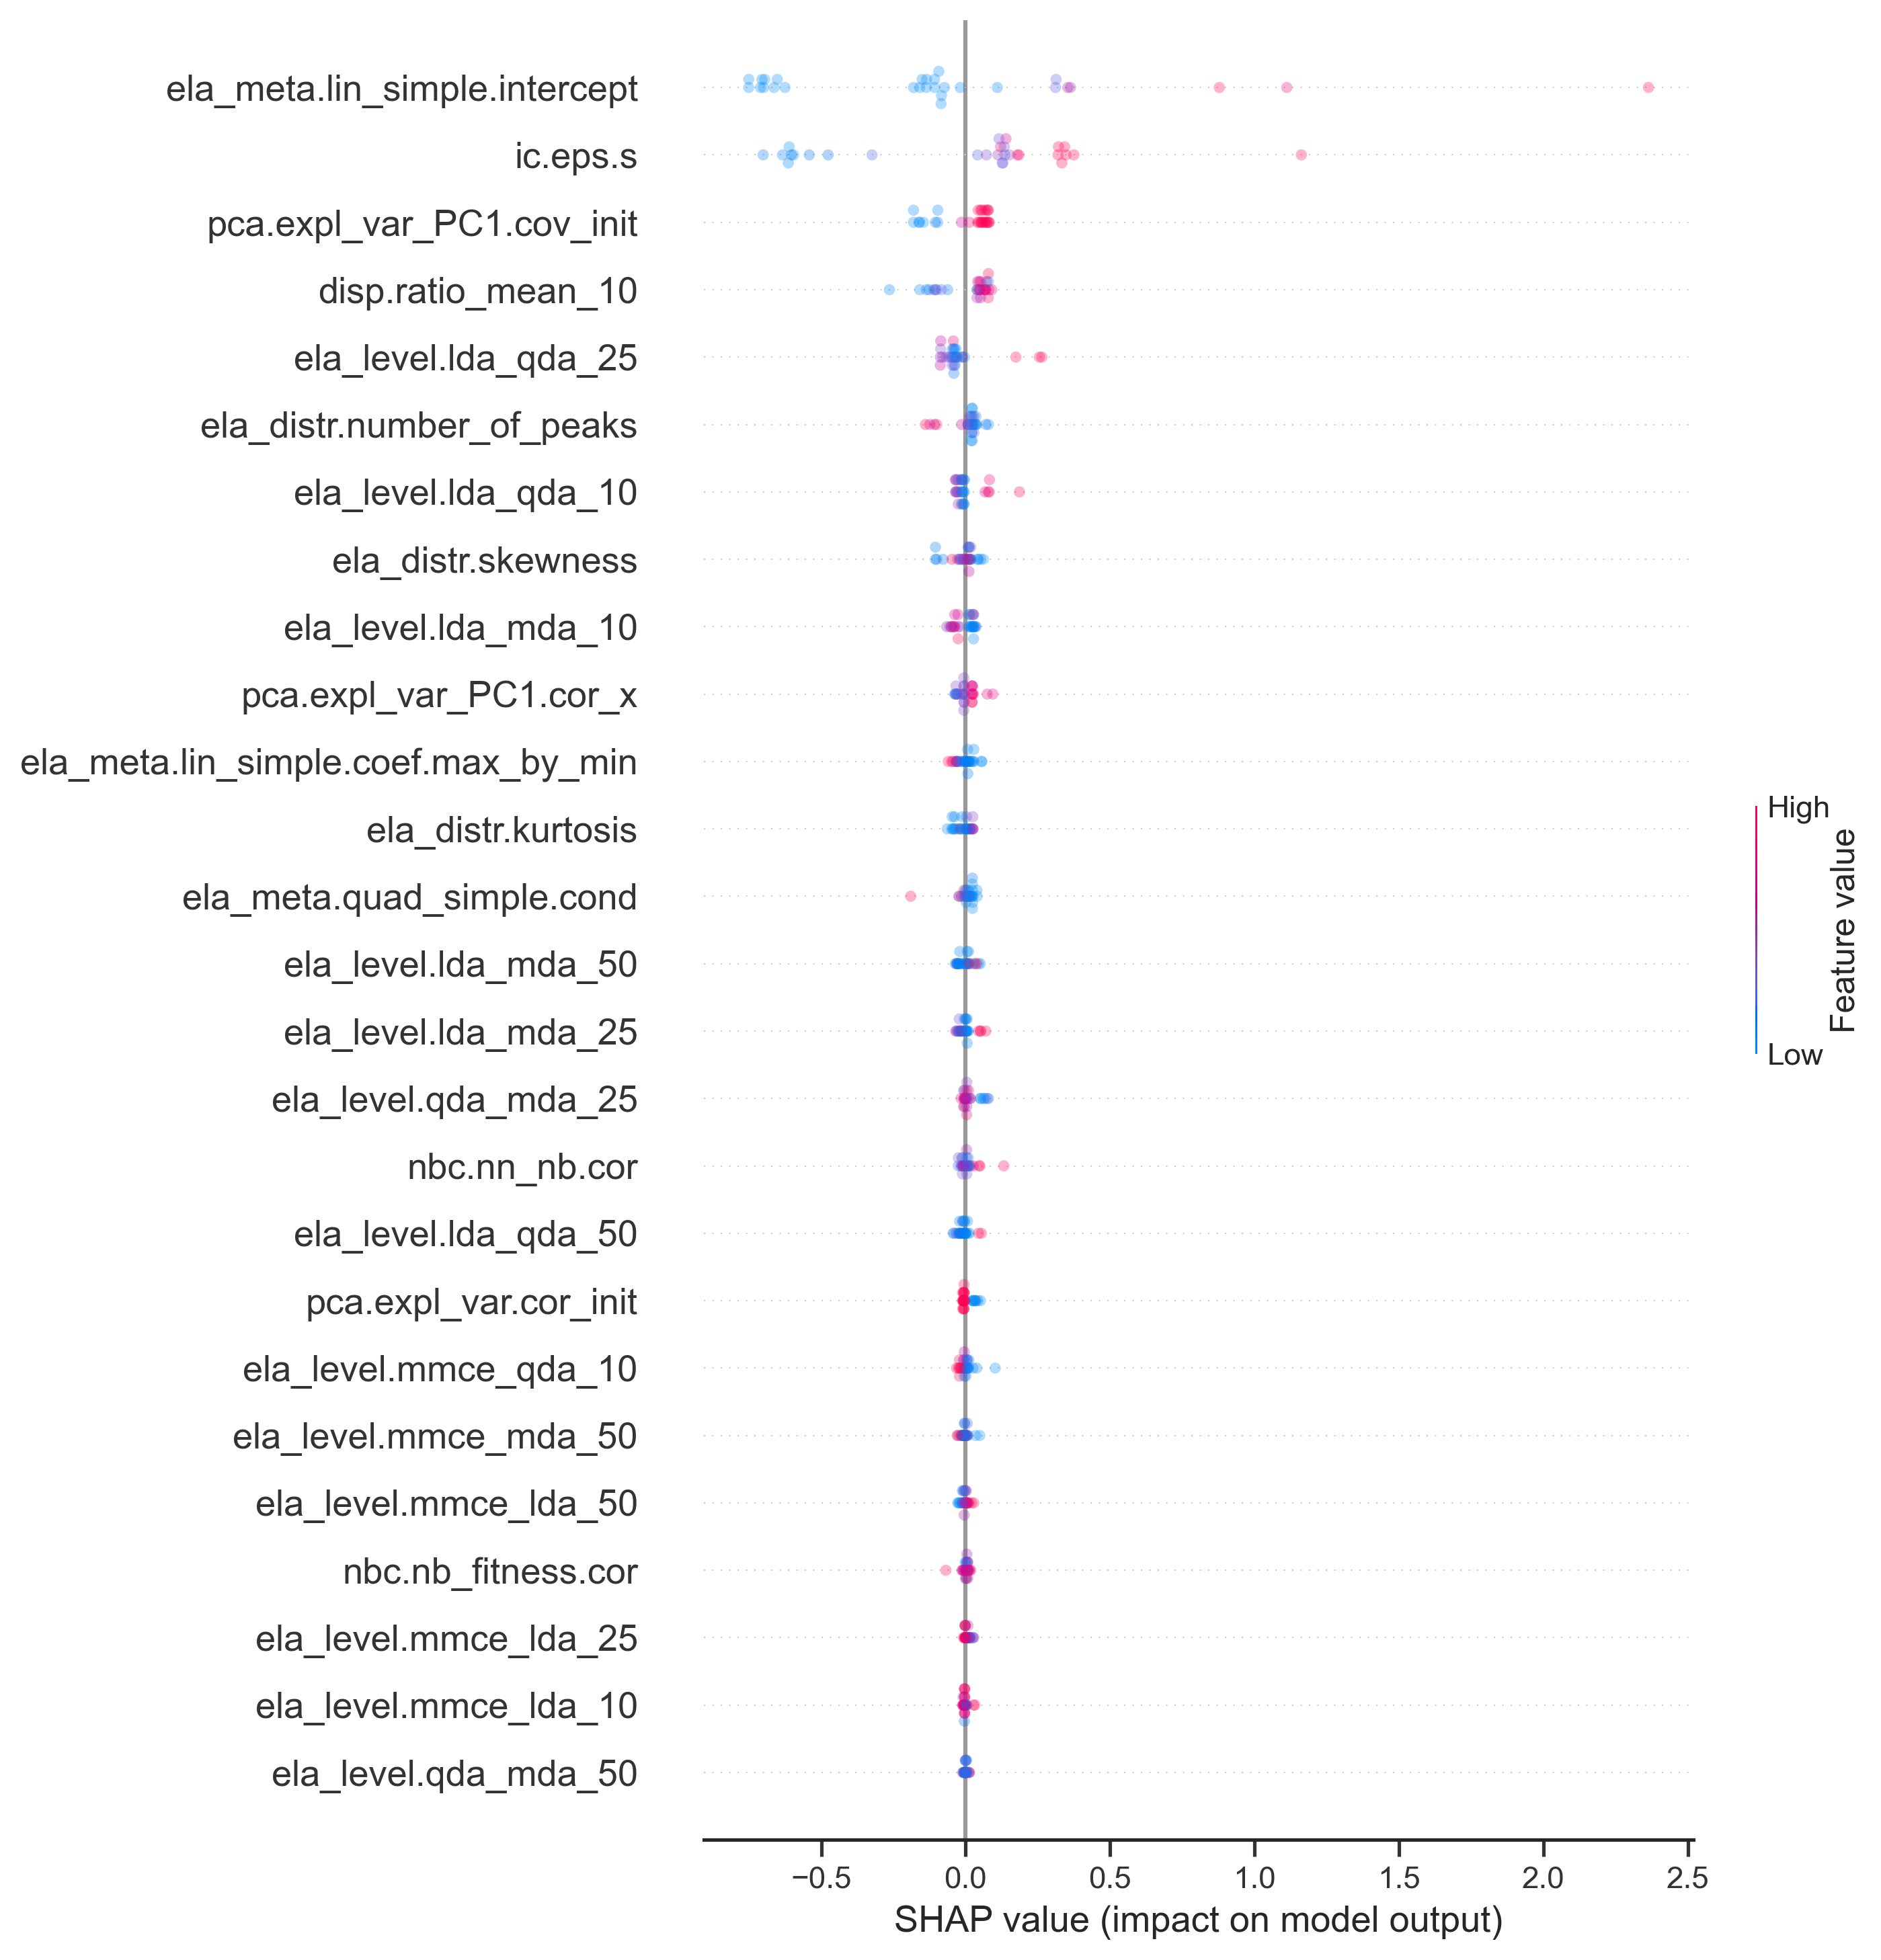 ela_meta.lin_simple.intercept
ic.eps.s
pca.expl_var_PC1.cov_init
disp.ratio_mean_10
ela_level.lda_qda_25
ela_distr.number_of_peaks
ela_level.lda_qda_10
ela_distr.skewness
ela_level.lda_mda_10
pca.expl_var_PC1.cor_x
ela_meta.lin_simple.coef.max_by_min
ela_distr.kurtosis
ela_meta.quad_simple.cond
ela_level.lda_mda_50
ela_level.lda_mda_25
ela_level.qda_mda_25
nbc.nn_nb.cor
ela_level.lda_qda_50
pca.expl_var.cor_init
ela_level.mmce_qda_10
ela_level.mmce_mda_50
ela_level.mmce_lda_50
nbc.nb_fitness.cor
ela_level.mmce_lda_25
ela_level.mmce_lda_10
ela_level.qda_mda_50
−0.5 0.0 0.5 1.0 1.5 2.0 2.5
SHAP value (impact on model output)
High
Feature value
Low